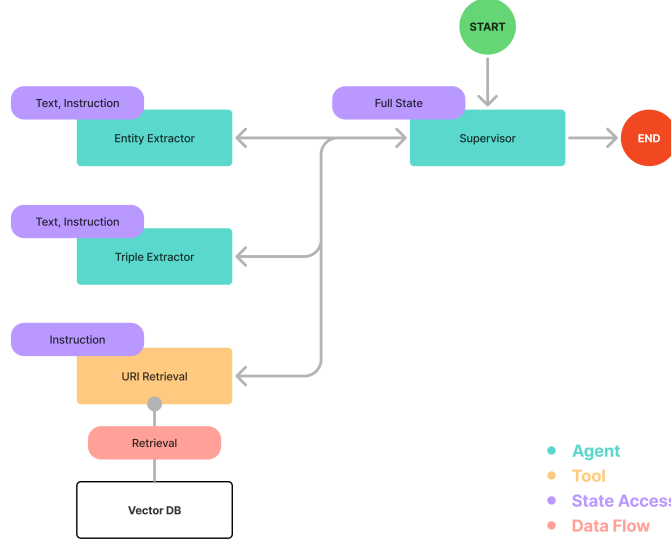 START
Text, Instruction
Full State
Entity Extractor
Supervisor
END
Text, Instruction
Triple Extractor
Instruction
URI Retrieval
Retrieval
Vector DB
Agent
Tool
State Access
Data Flow